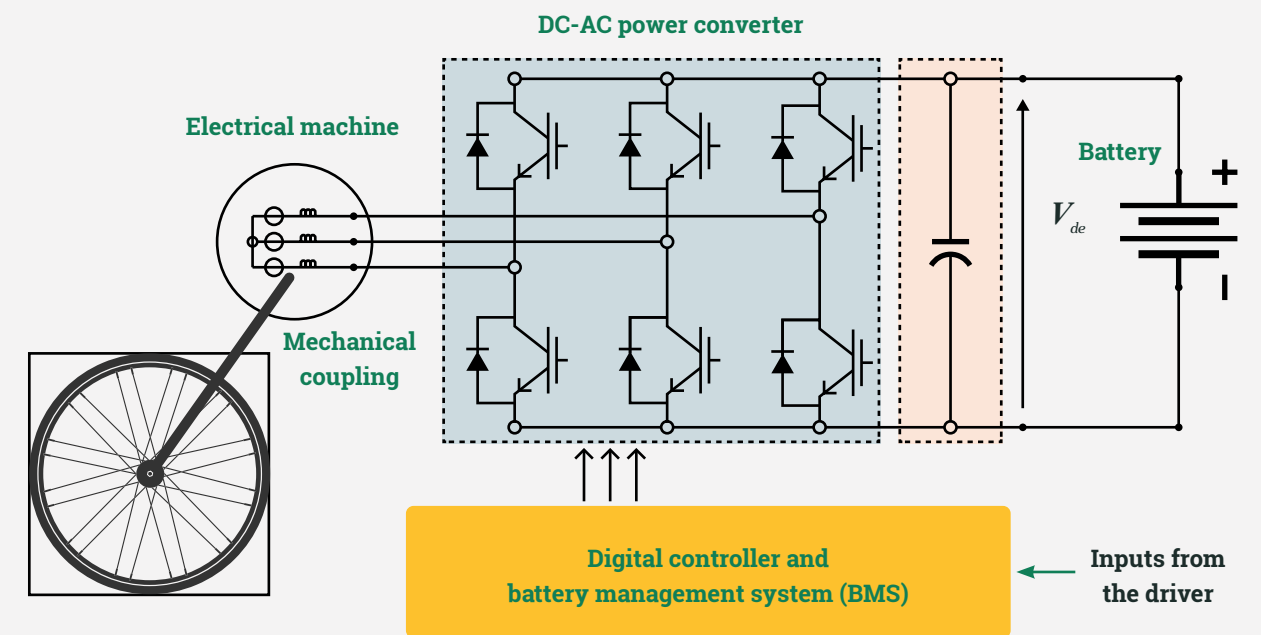 DC-AC power converter
Electrical machine
Battery
+
V de
−
Mechanical
coupling
Digital controller and
battery management system (BMS)
Inputs from
the driver